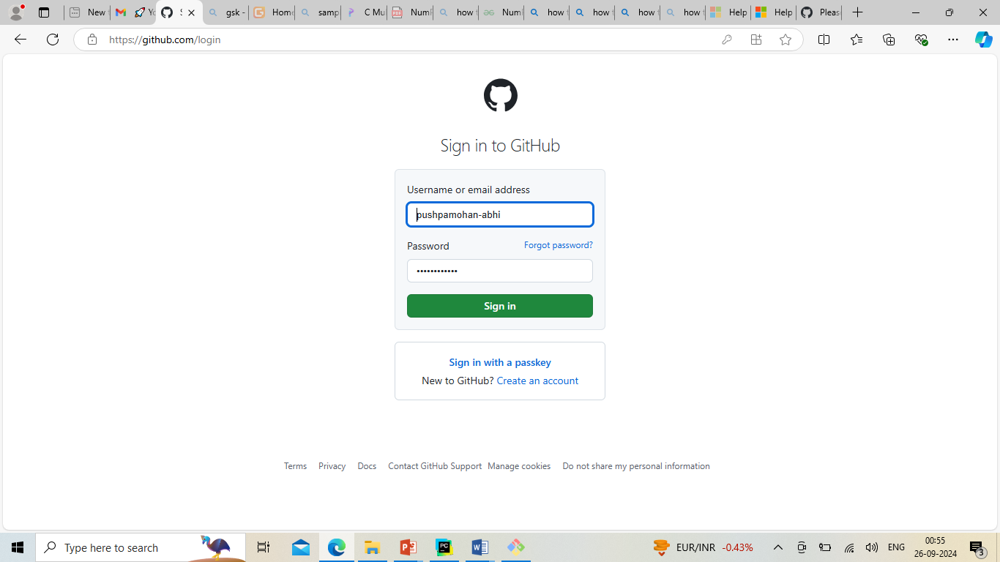 New t
Yo
S
gsk -
Home
samp
C Mu
NumP
how t
NumP
how t
how t
how t
how t
Help
Help
Pleas
https://github.com/login
Sign in to GitHub
Username or email address
pushpamohan-abhi
Password Forgot password?
••••••••••••
Sign in
Sign in with a passkey
New to GitHub? Create an account
Terms Privacy Docs Contact GitHub Support Manage cookies Do not share my personal information
Type here to search
PC
EUR/INR -0.43%
ENG
00:55
26-09-2024
3